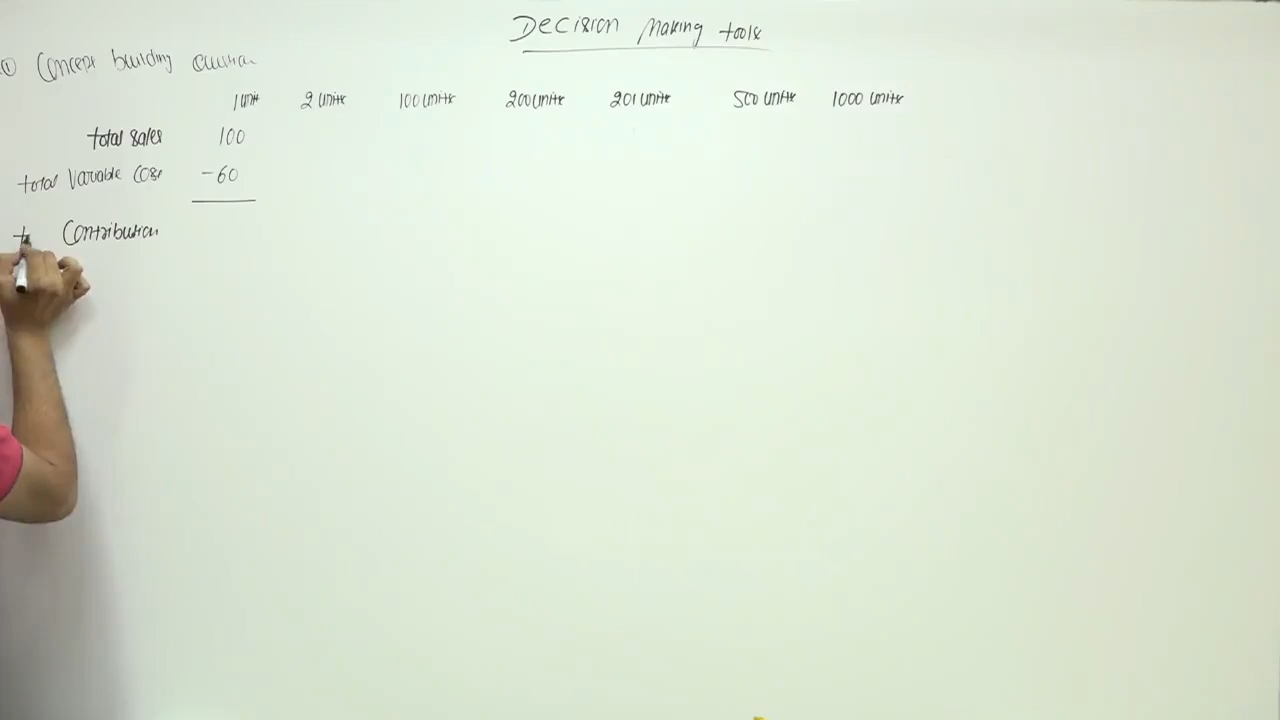 Decision Making tools
① Concept building Question
1 Unit 2 Units 100 Units 200 Units 201 Units 500 Units 1000 Units
total sales 100
total Variable Cost -60
t Contribution